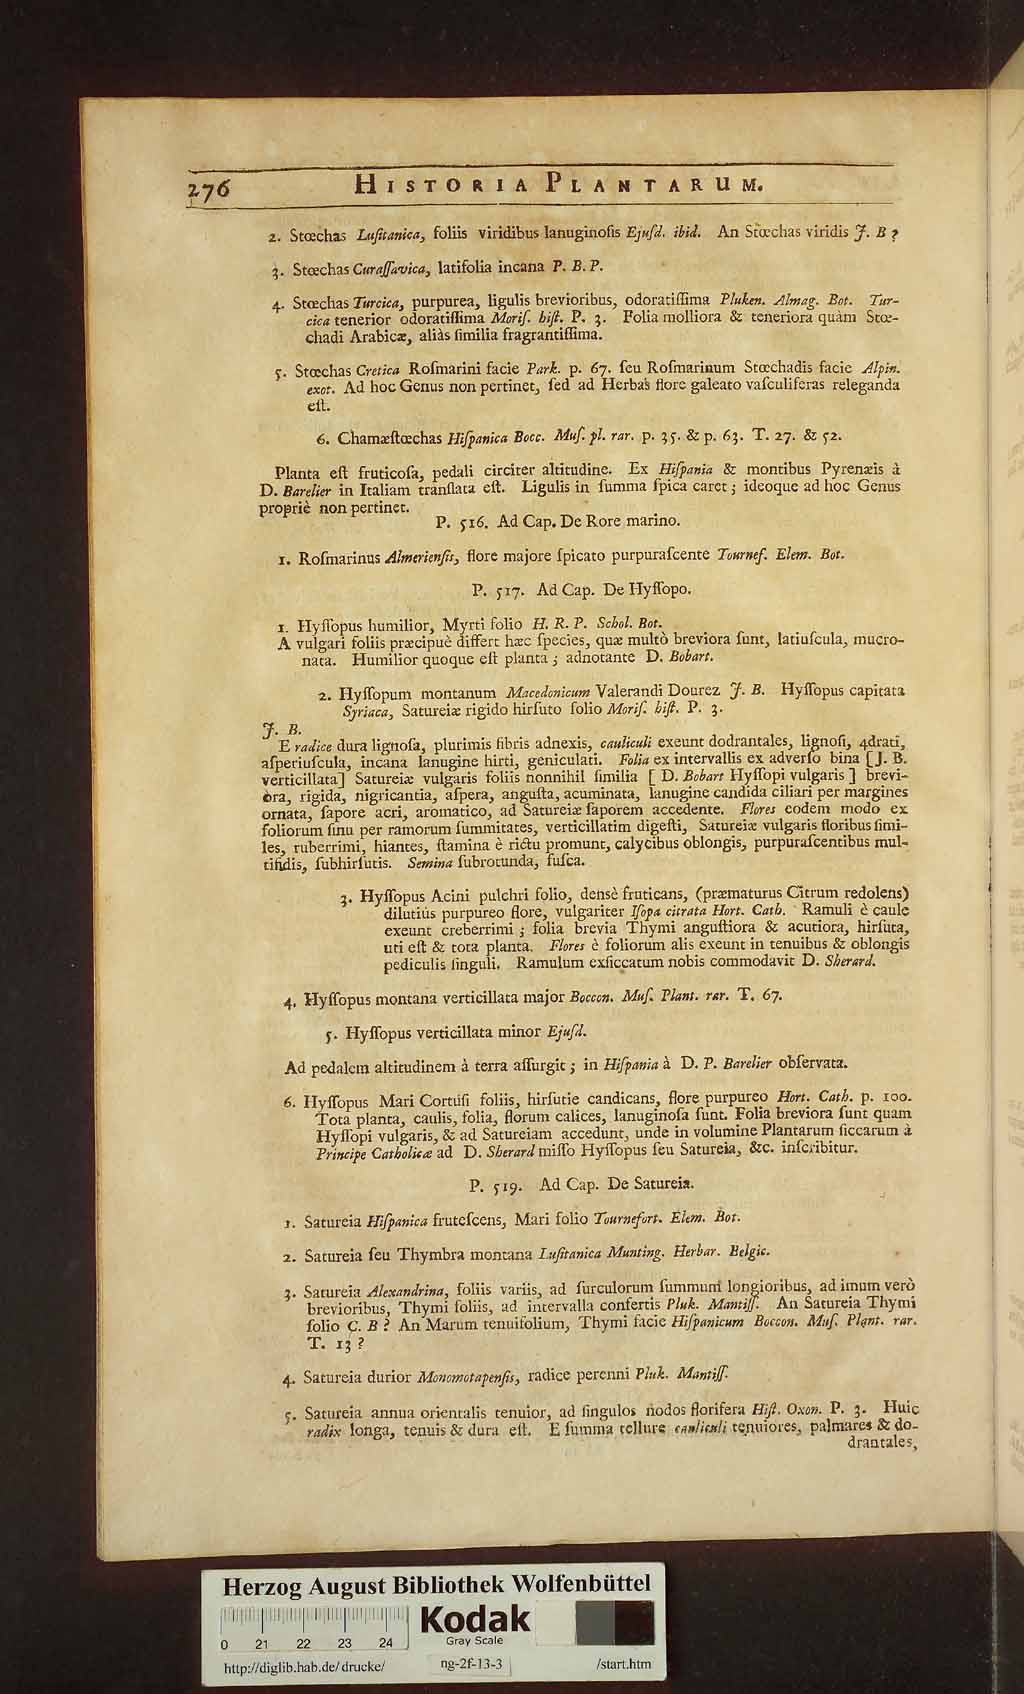 276 HISTORIA PLANTARUM.
2. Stœchas Luſitanica, foliis viridibus lanuginoſis Ejuſd. ibid. An Stœchas viridis J. B ?
3. Stœchas Curaſſavica, latifolia incana P. B. P.
4. Stœchas Turcica, purpurea, ligulis brevioribus, odoratiſſima Pluken. Almag. Bot. Tur-
cica tenerior odoratiſſima Moriſ. hiſt. P. 3. Folia molliora & teneriora quàm Stœ-
chadi Arabicæ, aliàs ſimilia fragrantiſſima.
5. Stœchas Cretica Roſmarini facie Park. p. 67. ſeu Roſmarinum Stœchadis facie Alpin.
exot. Ad hoc Genus non pertinet, ſed ad Herbas flore galeato vaſculiferas releganda
eſt.
6. Chamæſtœchas Hiſpanica Bocc. Muſ. pl. rar. p. 35. & p. 63. T. 27. & 52.
Planta eſt fruticoſa, pedali circiter altitudine. Ex Hiſpania & montibus Pyrenæis à
D. Barelier in Italiam tranſlata eſt. Ligulis in ſumma ſpica caret ; ideoque ad hoc Genus
propriè non pertinet.
P. 516. Ad Cap. De Rore marino.
1. Roſmarinus Almerienſis, flore majore ſpicato purpuraſcente Tournef. Elem. Bot.
P. 517. Ad Cap. De Hyſſopo.
1. Hyſſopus humilior, Myrti folio H. R. P. Schol. Bot.
A vulgari foliis præcipuè differt hæc ſpecies, quæ multò breviora ſunt, latiuſcula, mucro-
nata. Humilior quoque eſt planta ; adnotante D. Bobart.
2. Hyſſopum montanum Macedonicum Valerandi Dourez J. B. Hyſſopus capitata
Syriaca, Satureiæ rigido hirſuto folio Moriſ. hiſt. P. 3.
J. B.
E radice dura lignoſa, plurimis fibris adnexis, cauliculi exeunt dodrantales, lignoſi, 4drati,
aſperiuſcula, incana lanugine hirti, geniculati. Folia ex intervallis ex adverſo bina [J. B.
verticillata] Satureiæ vulgaris foliis nonnihil ſimilia [ D. Bobart Hyſſopi vulgaris ] brevi-
ora, rigida, nigricantia, aſpera, anguſta, acuminata, lanugine candida ciliari per margines
ornata, ſapore acri, aromatico, ad Satureiæ ſaporem accedente. Flores eodem modo ex
foliorum ſinu per ramorum ſummitates, verticillatim digeſti, Satureiæ vulgaris floribus ſimi-
les, ruberrimi, hiantes, ſtamina è rictu promunt, calycibus oblongis, purpuraſcentibus mul-
tifidis, ſubhirſutis. Semina ſubrotunda, fuſca.
3. Hyſſopus Acini pulchri folio, densè fruticans, (præmaturus Citrum redolens)
dilutiùs purpureo flore, vulgariter Iſopa citrata Hort. Cath. Ramuli è caule
exeunt creberrimi ; folia brevia Thymi anguſtiora & acutiora, hirſuta,
uti eſt & tota planta. Flores è foliorum alis exeunt in tenuibus & oblongis
pediculis ſinguli. Ramulum exſiccatum nobis commodavit D. Sherard.
4. Hyſſopus montana verticillata major Boccon. Muſ. Plant. rar. T. 67.
5. Hyſſopus verticillata minor Ejuſd.
Ad pedalem altitudinem à terra aſſurgit ; in Hiſpania à D. P. Barelier obſervata.
6. Hyſſopus Mari Cortuſi foliis, hirſutie candicans, flore purpureo Hort. Cath. p. 100.
Tota planta, caulis, folia, florum calices, lanuginoſa ſunt. Folia breviora ſunt quam
Hyſſopi vulgaris, & ad Satureiam accedunt, unde in volumine Plantarum ſiccarum à
Principe Catholicæ ad D. Sherard miſſo Hyſſopus ſeu Satureia, &c. inſcribitur.
P. 519. Ad Cap. De Satureia.
1. Satureia Hiſpanica fruteſcens, Mari folio Tournefort. Elem. Bot.
2. Satureia ſeu Thymbra montana Luſitanica Munting. Herbar. Belgic.
3. Satureia Alexandrina, foliis variis, ad ſurculorum ſummum longioribus, ad imum verò
brevioribus, Thymi foliis, ad intervalla confertis Pluk. Mantiſſ. An Satureia Thymi
folio C. B ? An Marum tenuifolium, Thymi facie Hiſpanicum Boccon. Muſ. Plant. rar.
T. 13 ?
4. Satureia durior Monomotapenſis, radice perenni Pluk. Mantiſſ.
5. Satureia annua orientalis tenuior, ad ſingulos nodos florifera Hiſt. Oxon. P. 3. Huic
radix longa, tenuis & dura eſt. E ſumma tellure cauliculi tenuiores, palmares & do-
drantales,
Herzog August Bibliothek Wolfenbüttel
0 21 22 23 24
Kodak
Gray Scale
http://diglib.hab.de/drucke/ ng-2f-13-3 /start.htm